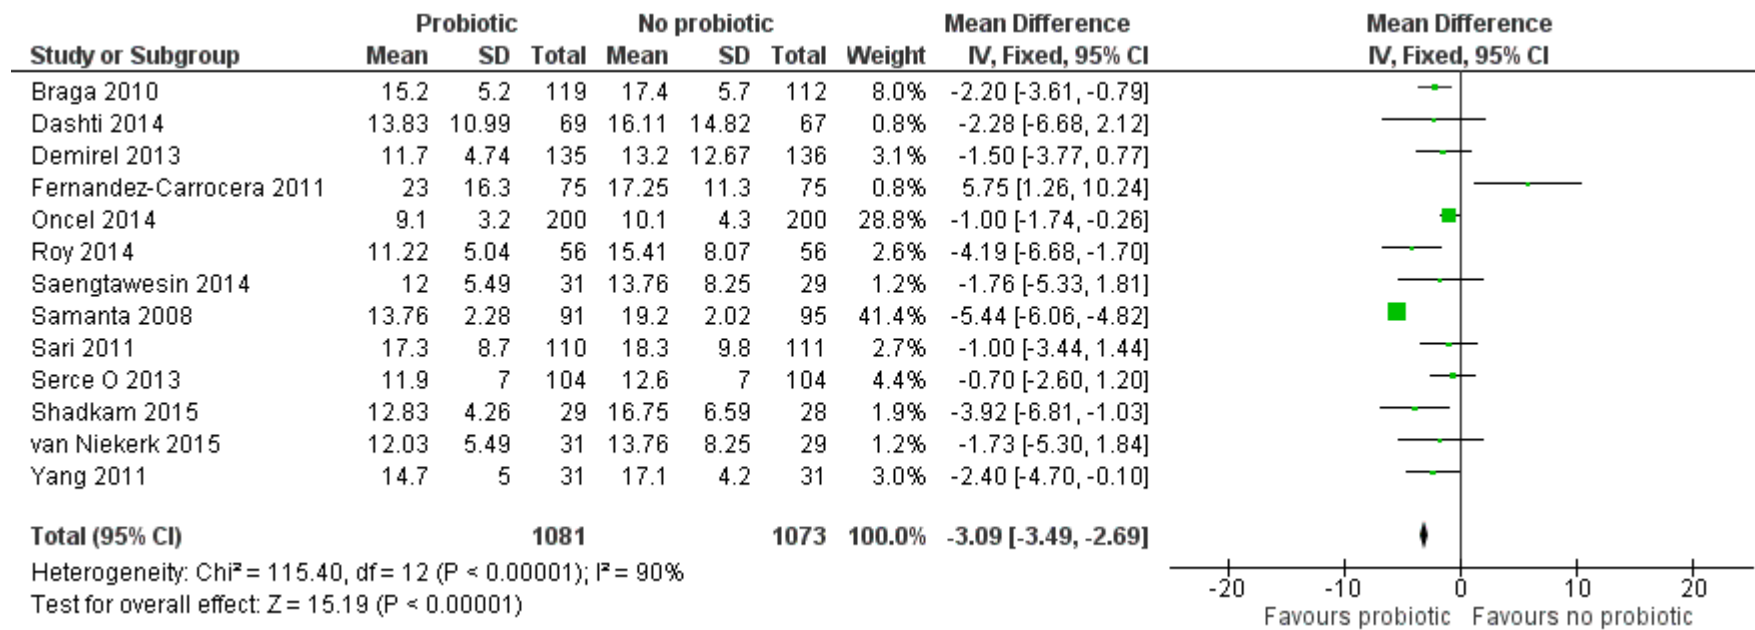 Probiotic No probiotic Mean Difference Mean Difference
Study or Subgroup Mean SD Total Mean SD Total Weight IV, Fixed, 95% CI IV, Fixed, 95% CI
Braga 2010 15.2 5.2 119 17.4 5.7 112 8.0% -2.20 [-3.61, -0.79]
Dashti 2014 13.83 10.99 69 16.11 14.82 67 0.8% -2.28 [-6.68, 2.12]
Demirel 2013 11.7 4.74 135 13.2 12.67 136 3.1% -1.50 [-3.77, 0.77]
Fernandez-Carrocera 2011 23 16.3 75 17.25 11.3 75 0.8% 5.75 [1.26, 10.24]
Oncel 2014 9.1 3.2 200 10.1 4.3 200 28.8% -1.00 [-1.74, -0.26]
Roy 2014 11.22 5.04 56 15.41 8.07 56 2.6% -4.19 [-6.68, -1.70]
Saengtawesin 2014 12 5.49 31 13.76 8.25 29 1.2% -1.76 [-5.33, 1.81]
Samanta 2008 13.76 2.28 91 19.2 2.02 95 41.4% -5.44 [-6.06, -4.82]
Sari 2011 17.3 8.7 110 18.3 9.8 111 2.7% -1.00 [-3.44, 1.44]
Serce O 2013 11.9 7 104 12.6 7 104 4.4% -0.70 [-2.60, 1.20]
Shadkam 2015 12.83 4.26 29 16.75 6.59 28 1.9% -3.92 [-6.81, -1.03]
van Niekerk 2015 12.03 5.49 31 13.76 8.25 29 1.2% -1.73 [-5.30, 1.84]
Yang 2011 14.7 5 31 17.1 4.2 31 3.0% -2.40 [-4.70, -0.10]
Total (95% CI) 1081 1073 100.0% -3.09 [-3.49, -2.69]
Heterogeneity: Chi² = 115.40, df = 12 (P < 0.00001); I² = 90%
Test for overall effect: Z = 15.19 (P < 0.00001)
-20 -10 0 10 20
Favours probiotic Favours no probiotic